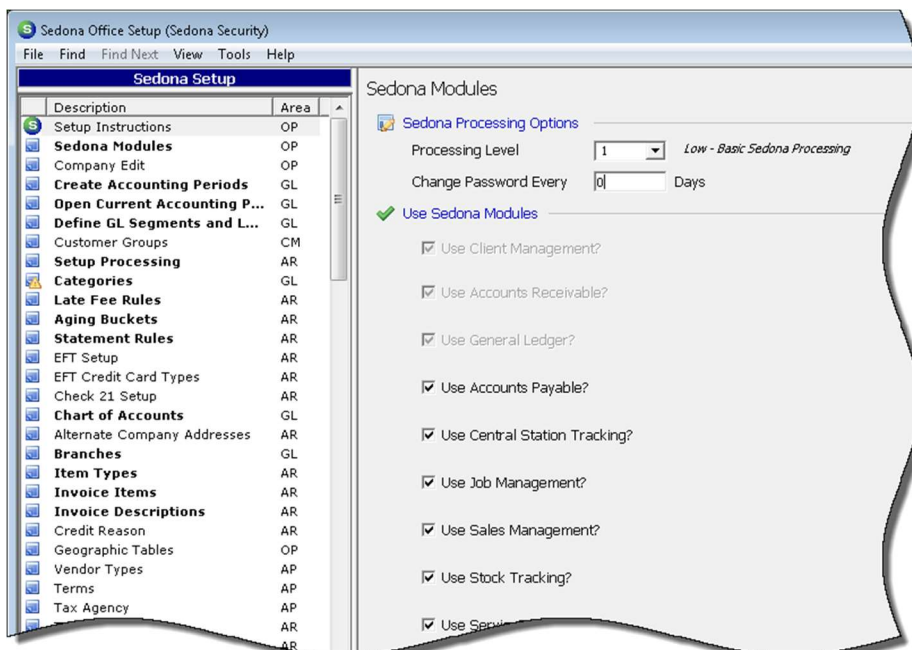 Sedona Office Setup (Sedona Security)
File Find Find Next View Tools Help
Sedona Setup
Description Area
Setup Instructions OP
Sedona Modules OP
Company Edit OP
Create Accounting Periods GL
Open Current Accounting P... GL
Define GL Segments and L... GL
Customer Groups CM
Setup Processing AR
Categories GL
Late Fee Rules AR
Aging Buckets AR
Statement Rules AR
EFT Setup AR
EFT Credit Card Types AR
Check 21 Setup AR
Chart of Accounts GL
Alternate Company Addresses AR
Branches GL
Item Types AR
Invoice Items AR
Invoice Descriptions AR
Credit Reason AR
Geographic Tables OP
Vendor Types AP
Terms AP
Tax Agency AP
AR
AR
Sedona Modules
Sedona Processing Options
Processing Level 1 Low - Basic Sedona Processing
Change Password Every 0 Days
Use Sedona Modules
Use Client Management?
Use Accounts Receivable?
Use General Ledger?
Use Accounts Payable?
Use Central Station Tracking?
Use Job Management?
Use Sales Management?
Use Stock Tracking?
Use